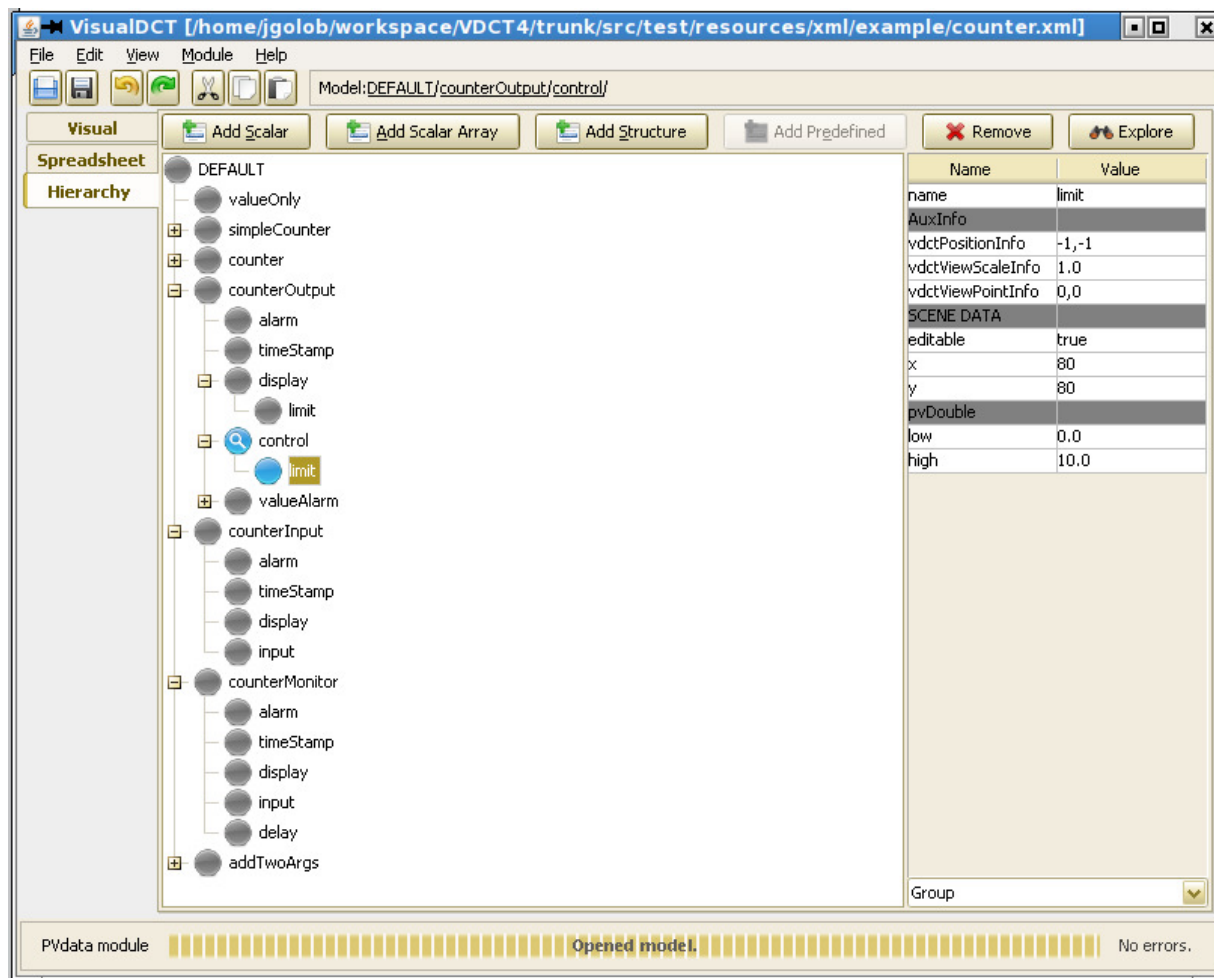 VisualDCT [/home/jgolob/workspace/VDCT4/trunk/src/test/resources/xml/example/counter.xml]
File Edit View Module Help
Model:DEFAULT/counterOutput/control/
Visual
Spreadsheet
Hierarchy
Add Scalar Add Scalar Array Add Structure Add Predefined Remove Explore
DEFAULT
valueOnly
simpleCounter
counter
counterOutput
alarm
timeStamp
display
limit
control
limit
valueAlarm
counterInput
alarm
timeStamp
display
input
counterMonitor
alarm
timeStamp
display
input
delay
addTwoArgs
Name Value
name limit
AuxInfo
vdctPositionInfo -1,-1
vdctViewScaleInfo 1.0
vdctViewPointInfo 0,0
SCENE DATA
editable true
x 80
y 80
pvDouble
low 0.0
high 10.0
Group
PVdata module Opened model. No errors.